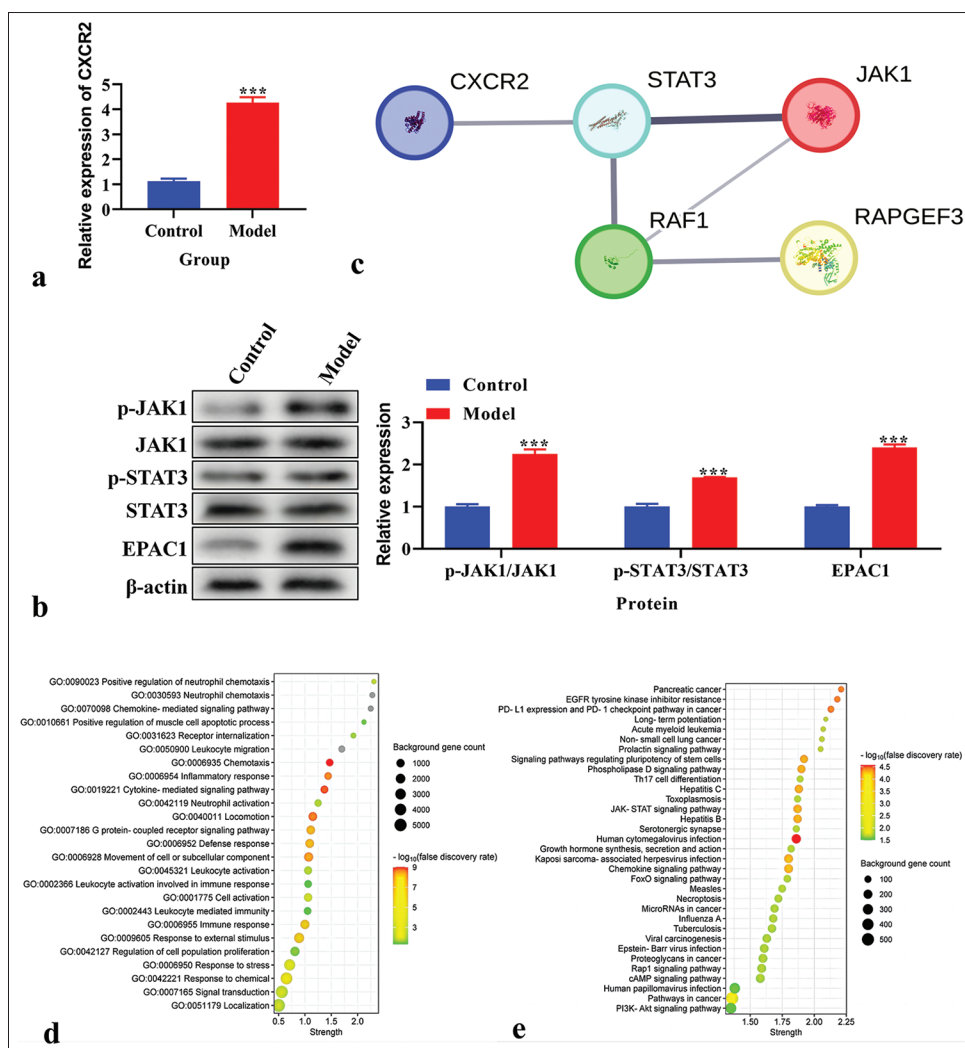 Relative expression of CXCR2
5
4
3
2
1
0
***
Control
Model
Group
a
CXCR2
STAT3
JAK1
RAF1
RAPGEF3
c
Control
Model
p-JAK1
JAK1
p-STAT3
STAT3
EPAC1
β-actin
b
Control
Model
Relative expression
3
2
1
0
***
***
***
p-JAK1/JAK1
p-STAT3/STAT3
EPAC1
Protein
GO:0090023 Positive regulation of neutrophil chemotaxis
GO:0030593 Neutrophil chemotaxis
GO:0070098 Chemokine- mediated signaling pathway
GO:0010661 Positive regulation of muscle cell apoptotic process
GO:0031623 Receptor internalization
GO:0050900 Leukocyte migration
GO:0006935 Chemotaxis
GO:0006954 Inflammatory response
GO:0019221 Cytokine- mediated signaling pathway
GO:0042119 Neutrophil activation
GO:0040011 Locomotion
GO:0007186 G protein- coupled receptor signaling pathway
GO:0006952 Defense response
GO:0006928 Movement of cell or subcellular component
GO:0045321 Leukocyte activation
GO:0002366 Leukocyte activation involved in immune response
GO:0001775 Cell activation
GO:0002443 Leukocyte mediated immunity
GO:0006955 Immune response
GO:0009605 Response to external stimulus
GO:0042127 Regulation of cell population proliferation
GO:0006950 Response to stress
GO:0042221 Response to chemical
GO:0007165 Signal transduction
GO:0051179 Localization
0.5 1.0 1.5 2.0
Strength
Background gene count
1000
2000
3000
4000
5000
- log10(false discovery rate)
9
7
5
3
d
Pancreatic cancer
EGFR tyrosine kinase inhibitor resistance
PD- L1 expression and PD- 1 checkpoint pathway in cancer
Long- term potentiation
Acute myeloid leukemia
Non- small cell lung cancer
Prolactin signaling pathway
Signaling pathways regulating pluripotency of stem cells
Phospholipase D signaling pathway
Th17 cell differentiation
Hepatitis C
Toxoplasmosis
JAK- STAT signaling pathway
Hepatitis B
Serotonergic synapse
Human cytomegalovirus infection
Growth hormone synthesis, secretion and action
Kaposi sarcoma- associated herpesvirus infection
Chemokine signaling pathway
FoxO signaling pathway
Measles
Necroptosis
MicroRNAs in cancer
Influenza A
Tuberculosis
Viral carcinogenesis
Epstein- Barr virus infection
Proteoglycans in cancer
Rap1 signaling pathway
cAMP signaling pathway
Human papillomavirus infection
Pathways in cancer
PI3K- Akt signaling pathway
1.50 1.75 2.00 2.25
Strength
- log10(false discovery rate)
4.5
4.0
3.5
3.0
2.5
2.0
1.5
Background gene count
100
200
300
400
500
e